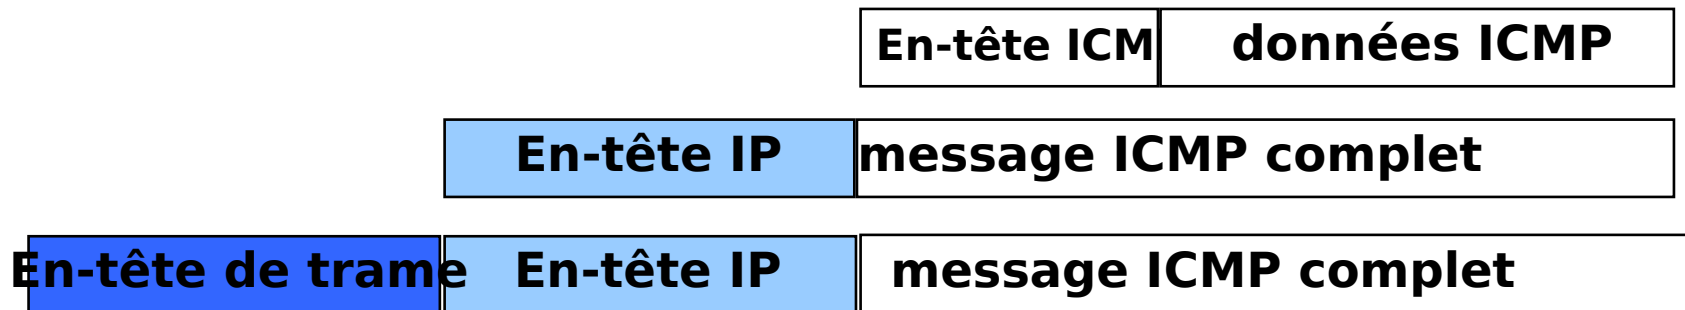 En-tête ICM données ICMP
En-tête IP message ICMP complet
En-tête de trame En-tête IP message ICMP complet